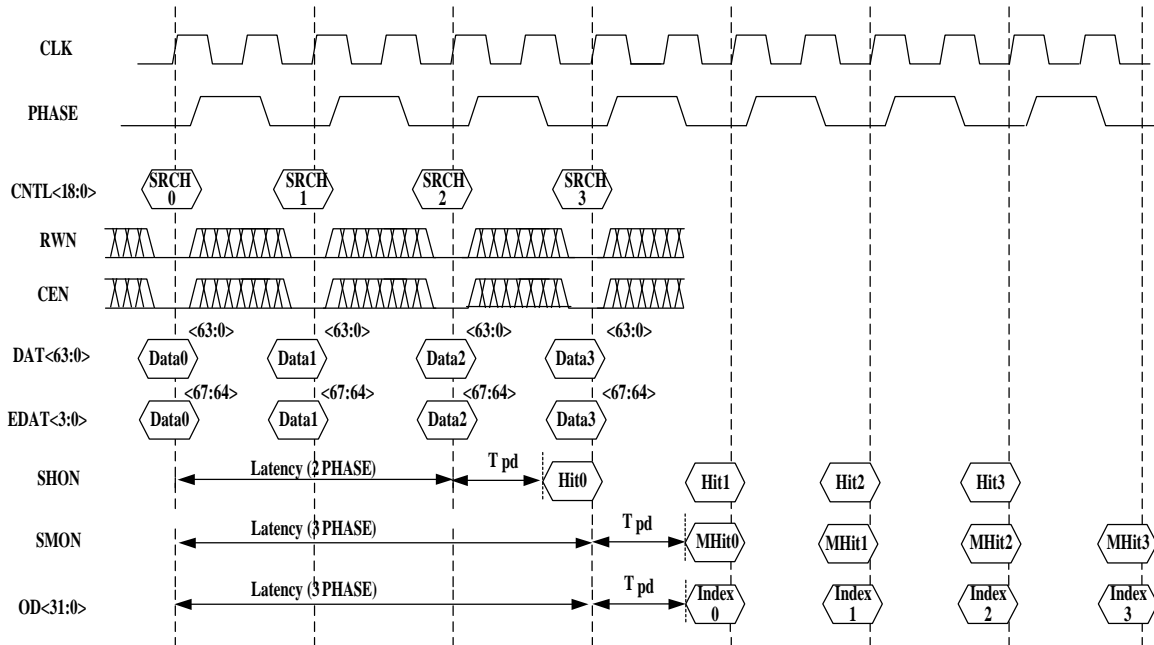 CLK
PHASE
CNTL<18:0>
SRCH
0
SRCH
1
SRCH
2
SRCH
3
RWN
CEN
<63:0>
<63:0>
<63:0>
<63:0>
DAT<63:0>
Data0
Data1
Data2
Data3
<67:64>
<67:64>
<67:64>
<67:64>
EDAT<3:0>
Data0
Data1
Data2
Data3
SHON
Latency (2 PHASE)
T pd
Hit0
Hit1
Hit2
Hit3
SMON
Latency (3 PHASE)
T pd
MHit0
MHit1
MHit2
MHit3
OD<31:0>
Latency (3 PHASE)
T pd
Index
0
Index
1
Index
2
Index
3